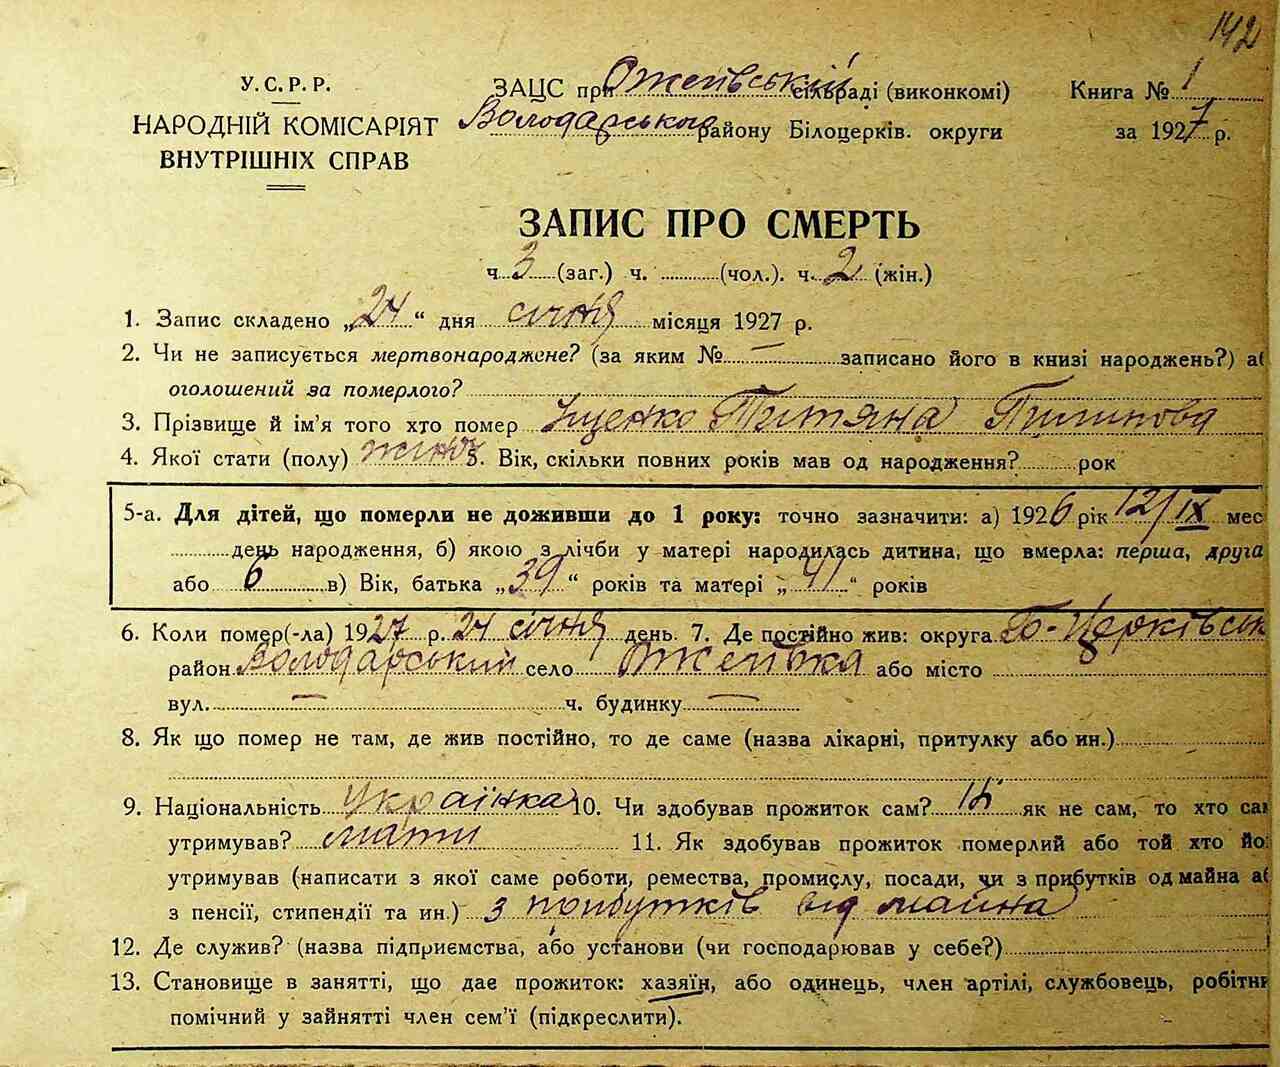 142
У.С.Р.Р.
НАРОДНІЙ КОМІСАРІЯТ
ВНУТРІШНІХ СПРАВ
ЗАЦС при Ожеївській сільраді (виконкомі)
Володарського району Білоцерків. округи
Книга № 1
за 1927 р.
ЗАПИС ПРО СМЕРТЬ
ч. 3 (заг.) ч. (чол.). ч. 2 (жін.)
1. Запис складено „24“ дня січня місяця 1927 р.
2. Чи не записується мертвонароджене? (за яким № — записано його в книзі народжень?) аб
оголошений за померлого?
3. Прізвище й ім'я того хто помер Іщенко Тетяна Пилипова
4. Якої стати (полу) жіноч 5. Вік, скільки повних років мав од народження? рок
5-а. Для дітей, що померли не доживши до 1 року: точно зазначити: а) 1926 рік 12/IX мес
день народження, б) якою з лічби у матері народилась дитина, що вмерла: перша, друга
або 6 в) Вік, батька „39“ років та матері „41“ років
6. Коли помер(-ла) 1927 р. 24 січня день. 7. Де постійно жив: округа Б-Церківськ
район Володарський село Ожеївка або місто
вул. — ч. будинку —
8. Як що помер не там, де жив постійно, то де саме (назва лікарні, притулку або ин.)
9. Національність українка 10. Чи здобував прожиток сам? ні як не сам, то хто сам
утримував? мати 11. Як здобував прожиток померлий або той хто йог
утримував (написати з якої саме роботи, ремества, промислу, посади, чи з прибутків од майна аб
з пенсії, стипендії та ин.) з прибутків від майна
12. Де служив? (назва підприємства, або установи (чи господарював у себе?)
13. Становище в занятті, що дає прожиток: хазяїн, або одинець, член артілі, службовець, робітни
помічний у зайнятті член сем'ї (підкреслити).